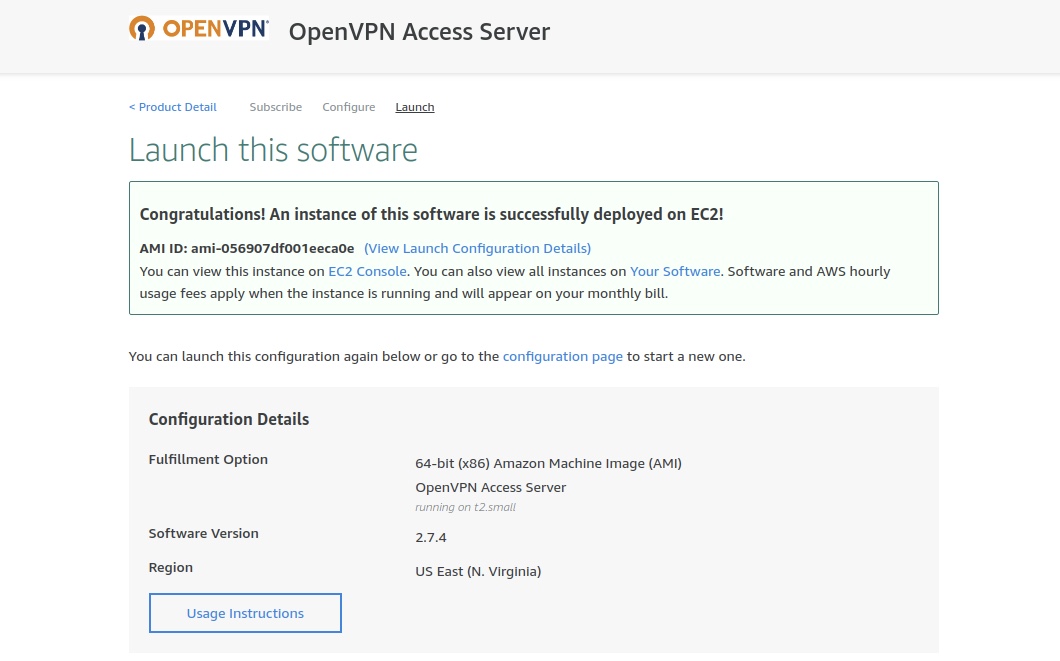 OPENVPN® OpenVPN Access Server
< Product Detail Subscribe Configure Launch
Launch this software
Congratulations! An instance of this software is successfully deployed on EC2!
AMI ID: ami-056907df001eeca0e (View Launch Configuration Details)
You can view this instance on EC2 Console. You can also view all instances on Your Software. Software and AWS hourly
usage fees apply when the instance is running and will appear on your monthly bill.
You can launch this configuration again below or go to the configuration page to start a new one.
Configuration Details
Fulfillment Option
64-bit (x86) Amazon Machine Image (AMI)
OpenVPN Access Server
running on t2.small
Software Version
2.7.4
Region
US East (N. Virginia)
Usage Instructions